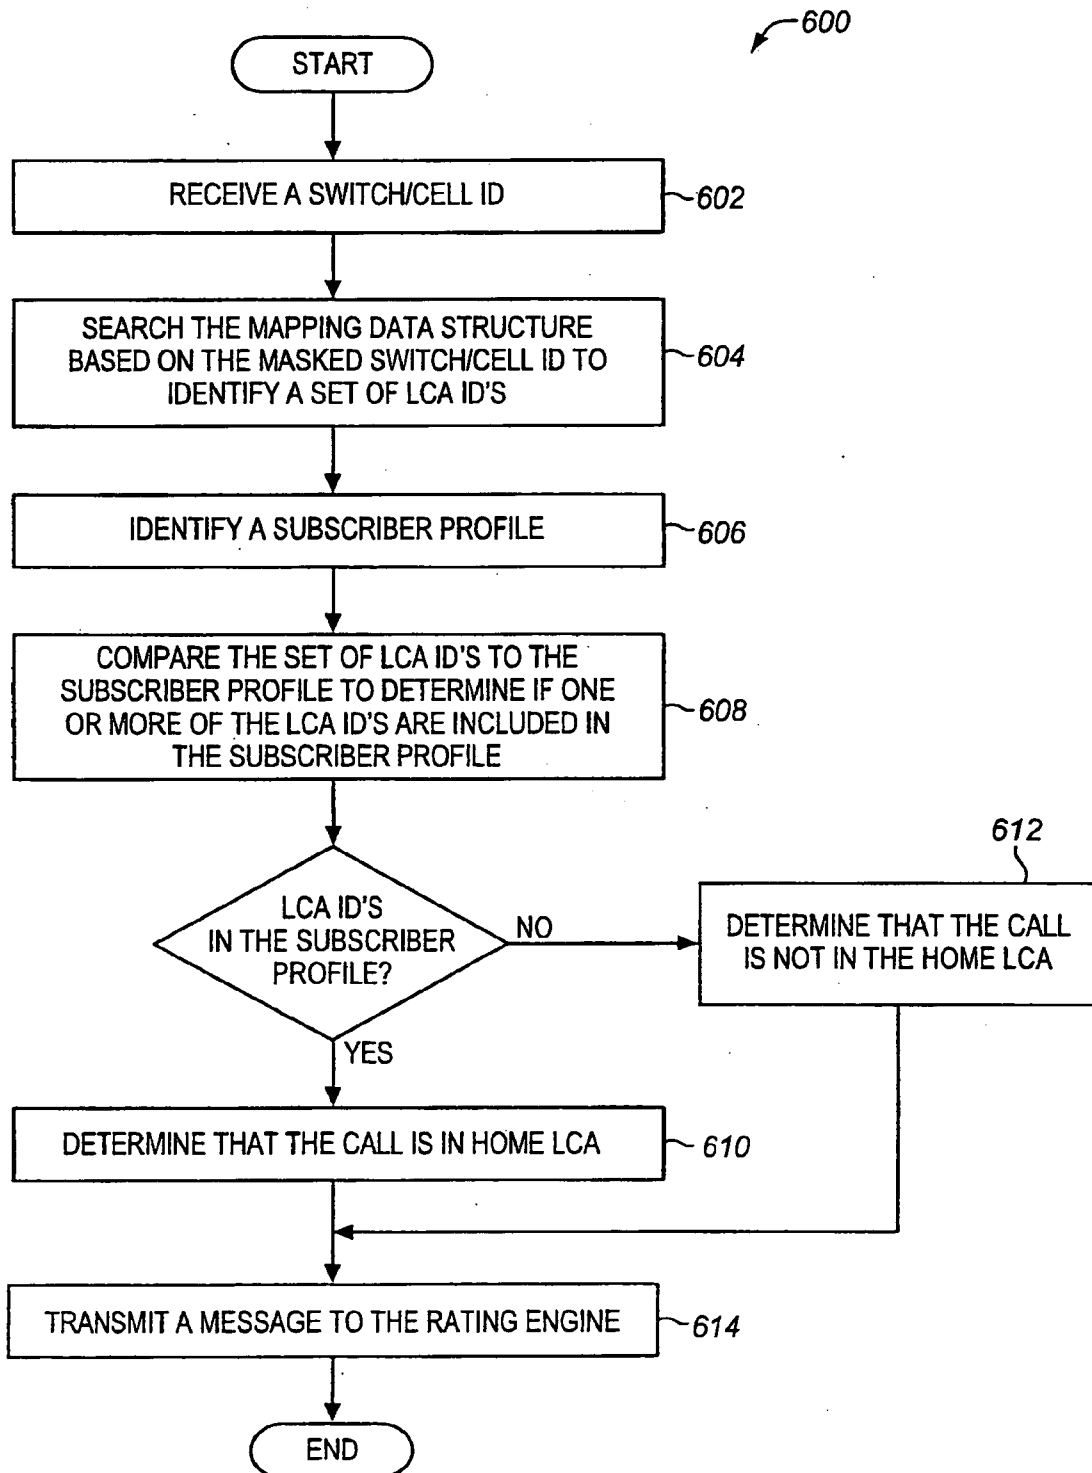 600
START
RECEIVE A SWITCH/CELL ID
602
SEARCH THE MAPPING DATA STRUCTURE
BASED ON THE MASKED SWITCH/CELL ID TO
IDENTIFY A SET OF LCA ID'S
604
IDENTIFY A SUBSCRIBER PROFILE
606
COMPARE THE SET OF LCA ID'S TO THE
SUBSCRIBER PROFILE TO DETERMINE IF ONE
OR MORE OF THE LCA ID'S ARE INCLUDED IN
THE SUBSCRIBER PROFILE
608
LCA ID'S
IN THE SUBSCRIBER
PROFILE?
NO
612
DETERMINE THAT THE CALL
IS NOT IN THE HOME LCA
YES
DETERMINE THAT THE CALL IS IN HOME LCA
610
TRANSMIT A MESSAGE TO THE RATING ENGINE
614
END